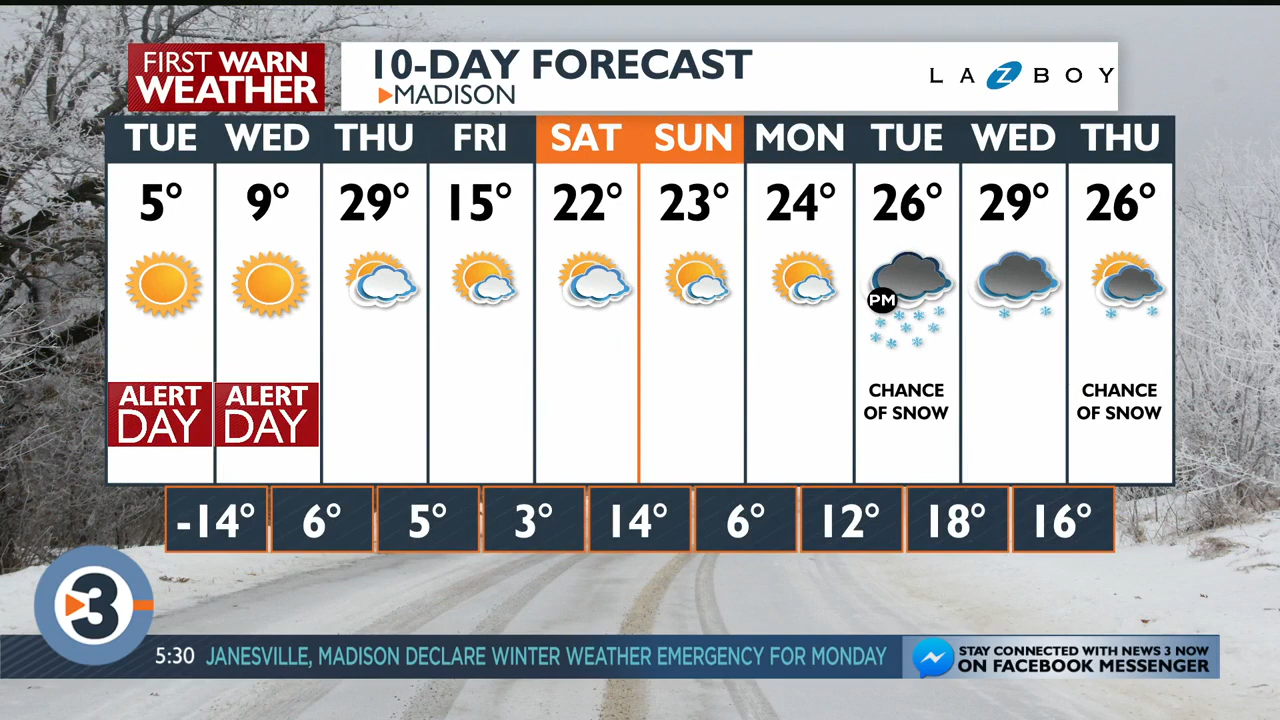 FIRST WARN
WEATHER
10-DAY FORECAST
MADISON
LA Z BOY
TUE WED THU FRI SAT SUN MON TUE WED THU
5° 9° 29° 15° 22° 23° 24° 26° 29° 26°
PM
ALERT DAY ALERT DAY
CHANCE OF SNOW CHANCE OF SNOW
-14° 6° 5° 3° 14° 6° 12° 18° 16°
3
5:30 JANESVILLE, MADISON DECLARE WINTER WEATHER EMERGENCY FOR MONDAY
STAY CONNECTED WITH NEWS 3 NOW
ON FACEBOOK MESSENGER